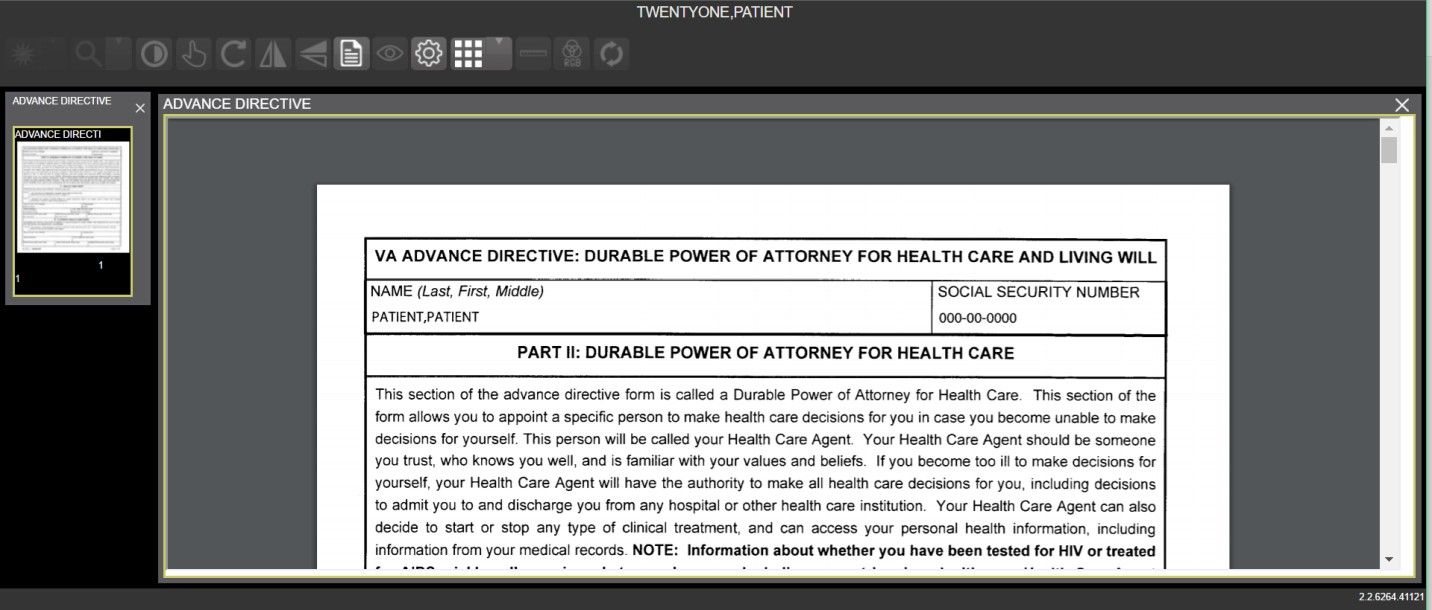 TWENTYONE,PATIENT
RGB
ADVANCE DIRECTIVE
ADVANCE DIRECTI
1
1
ADVANCE DIRECTIVE
VA ADVANCE DIRECTIVE: DURABLE POWER OF ATTORNEY FOR HEALTH CARE AND LIVING WILL
NAME (Last, First, Middle)
SOCIAL SECURITY NUMBER
PATIENT,PATIENT
000-00-0000
PART II: DURABLE POWER OF ATTORNEY FOR HEALTH CARE
This section of the advance directive form is called a Durable Power of Attorney for Health Care. This section of the
form allows you to appoint a specific person to make health care decisions for you in case you become unable to make
decisions for yourself. This person will be called your Health Care Agent. Your Health Care Agent should be someone
you trust, who knows you well, and is familiar with your values and beliefs. If you become too ill to make decisions for
yourself, your Health Care Agent will have the authority to make all health care decisions for you, including decisions
to admit you to and discharge you from any hospital or other health care institution. Your Health Care Agent can also
decide to start or stop any type of clinical treatment, and can access your personal health information, including
information from your medical records. NOTE: Information about whether you have been tested for HIV or treated
2.2.6264.41121